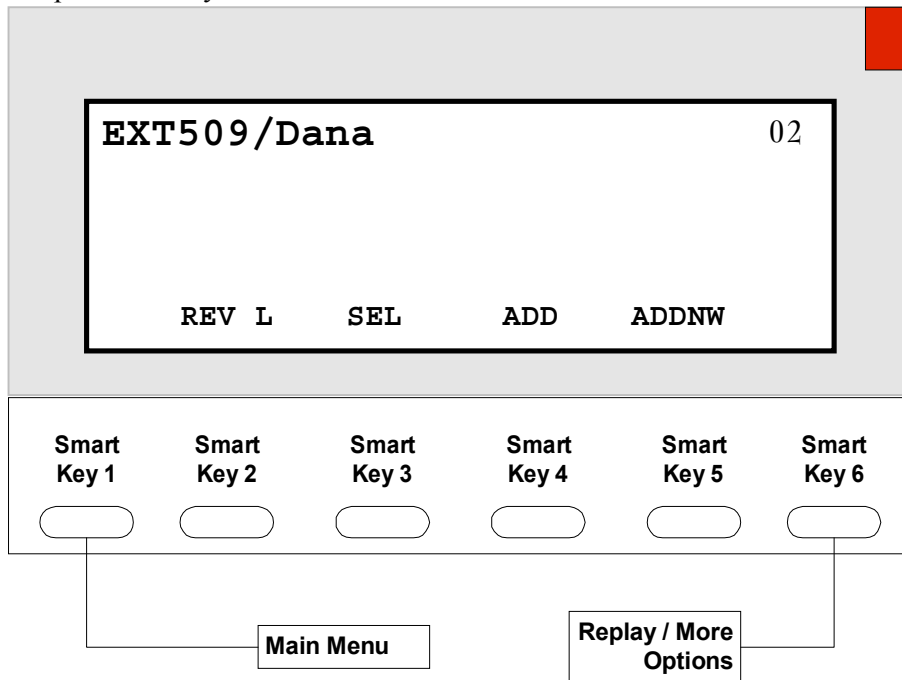 EXT509/Dana 02
REV L SEL ADD ADDNW
Smart Smart Smart Smart Smart Smart
Key 1 Key 2 Key 3 Key 4 Key 5 Key 6
Main Menu
Replay / More
Options